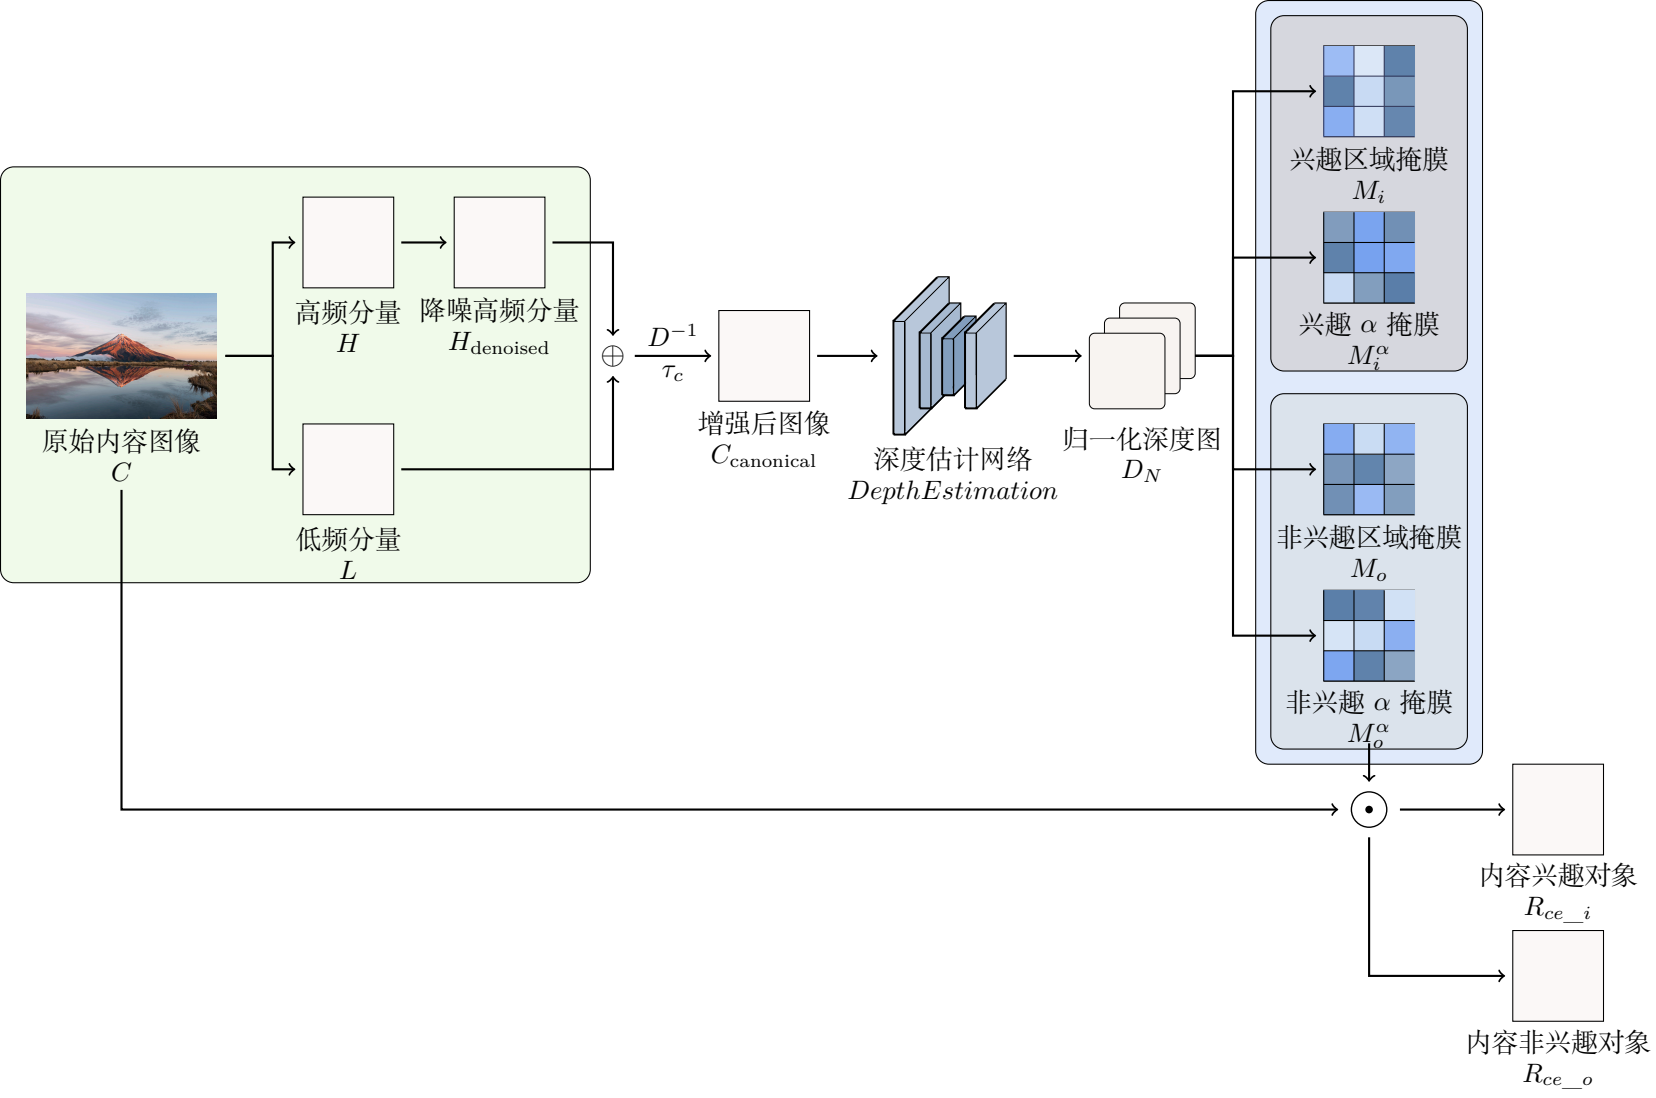 原始内容图像
C
高频分量
H
降噪高频分量
H_denoised
低频分量
L
⊕
D^{-1}
τ_c
增强后图像
C_canonical
深度估计网络
DepthEstimation
归一化深度图
D_N
兴趣区域掩膜
M_i
兴趣 α 掩膜
M_i^α
非兴趣区域掩膜
M_o
非兴趣 α 掩膜
M_o^α
内容兴趣对象
R_{ce_i}
内容非兴趣对象
R_{ce_o}